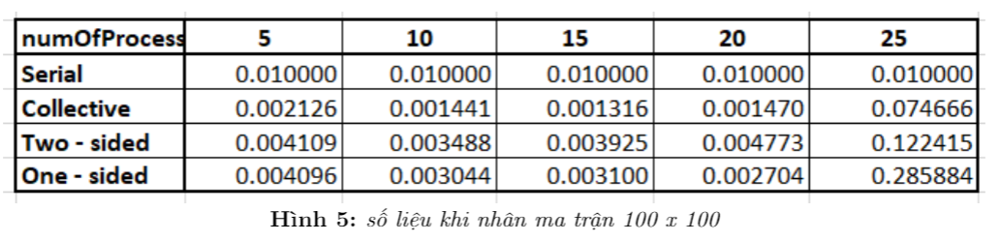 numOfProcess 5 10 15 20 25
Serial 0.010000 0.010000 0.010000 0.010000 0.010000
Collective 0.002126 0.001441 0.001316 0.001470 0.074666
Two - sided 0.004109 0.003488 0.003925 0.004773 0.122415
One - sided 0.004096 0.003044 0.003100 0.002704 0.285884
Hình 5: số liệu khi nhân ma trận 100 x 100